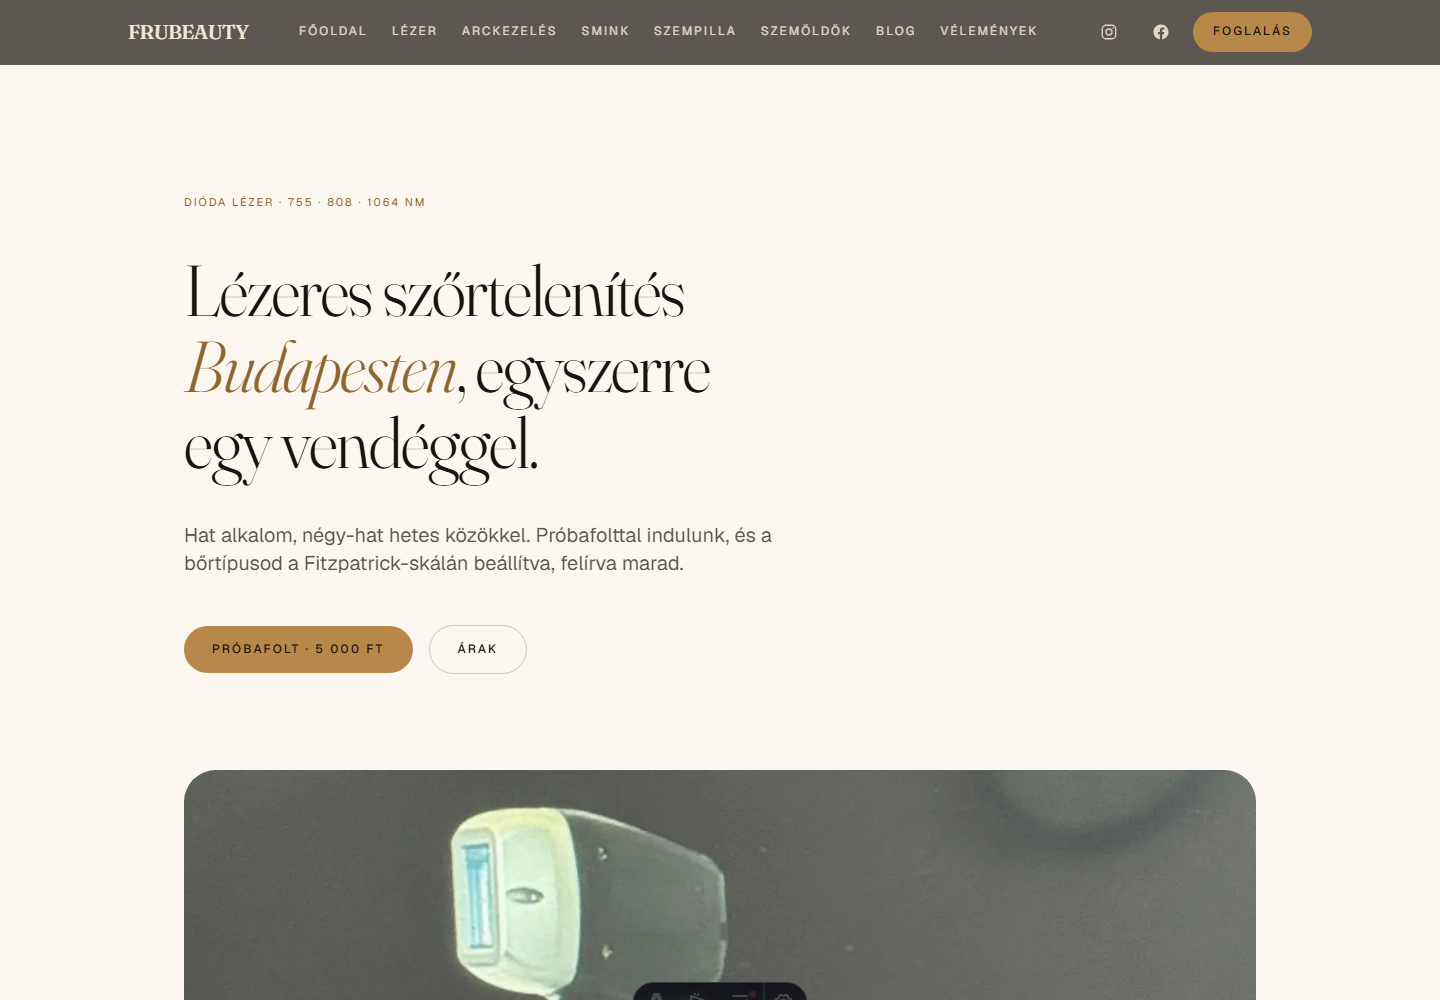 FRUBEAUTY
FŐOLDAL
LÉZER
ARCKEZELÉS
SMINK
SZEMPILLA
SZEMÖLDÖK
BLOG
VÉLEMÉNYEK
FOGLALÁS
DIÓDA LÉZER · 755 · 808 · 1064 NM
Lézeres szőrtelenítés
Budapesten, egyszerre
egy vendéggel.
Hat alkalom, négy-hat hetes közökkel. Próbafolttal indulunk, és a
bőrtípusod a Fitzpatrick-skálán beállítva, felírva marad.
PRÓBAFOLT · 5 000 FT
ÁRAK